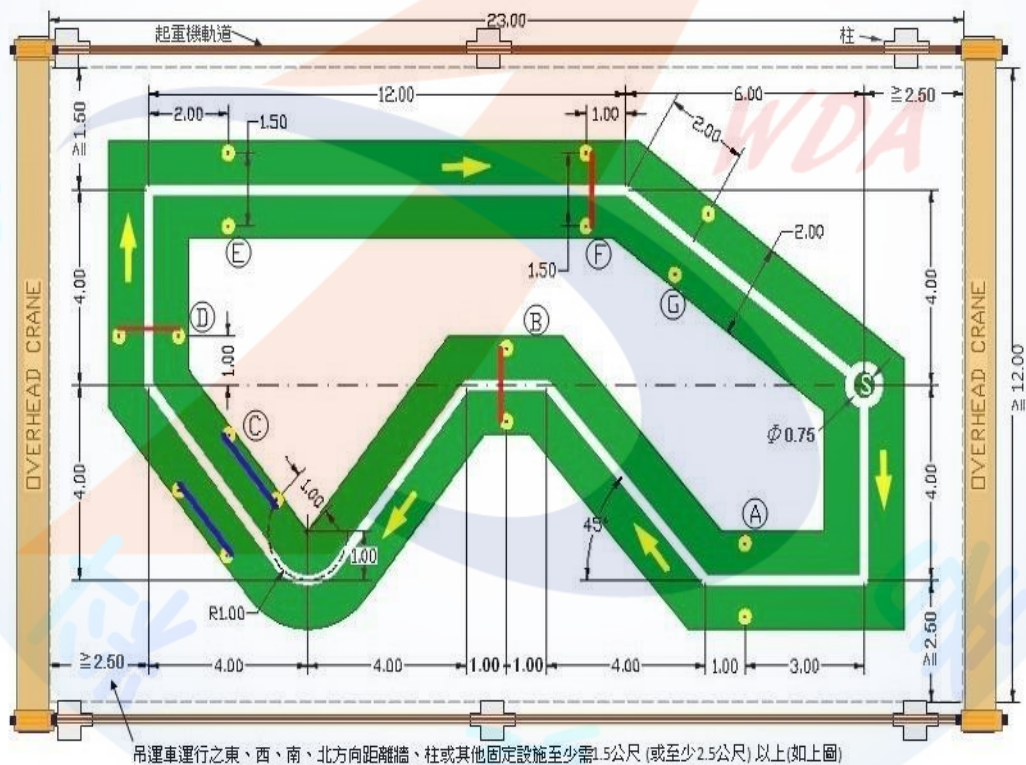 23.00
起重機軌道
柱
12.00
6.00
≧2.50
≧1.50
2.00
1.50
1.00
2.00
WDA
E
F
2.00
4.00
1.50
G
4.00
D
B
1.00
OVERHEAD CRANE
OVERHEAD CRANE
≧12.00
S
C
Φ0.75
4.00
1.00
45°
A
4.00
1.00
R1.00
≧2.50
≧2.50
4.00
4.00
1.00
1.00
4.00
1.00
3.00
吊運車運行之東、西、南、北方向距離牆、柱或其他固定設施至少需1.5公尺 (或至少2.5公尺) 以上(如上圖)